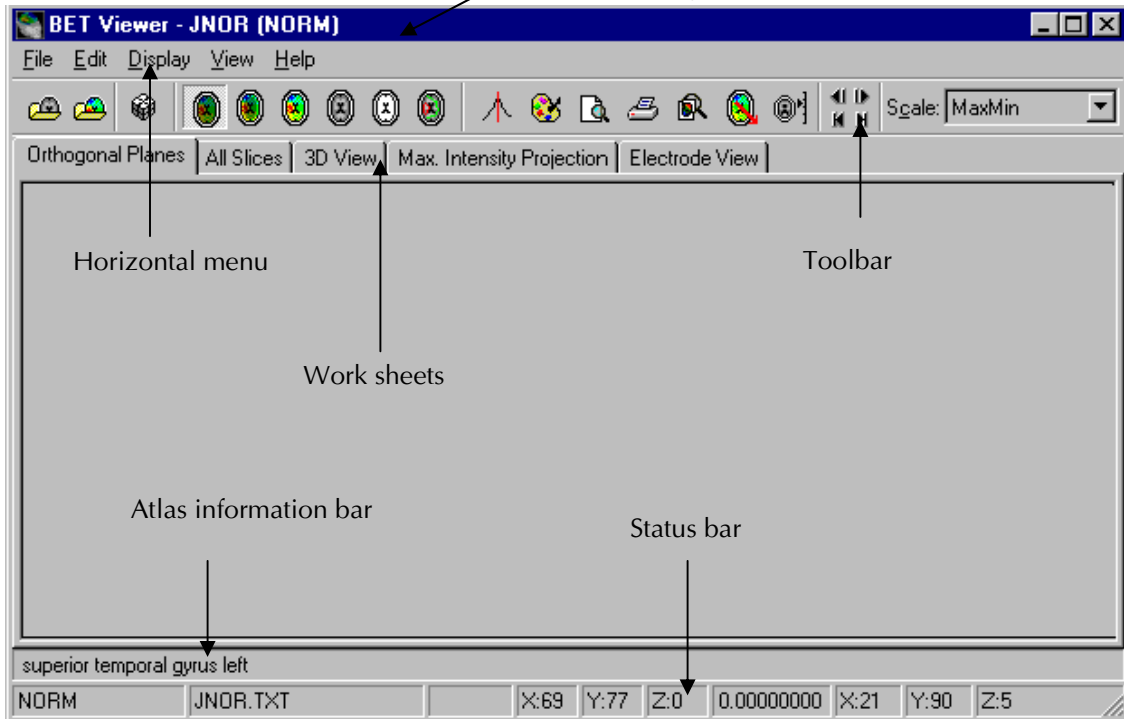 BET Viewer - JNOR (NORM)
File Edit Display View Help
Scale: MaxMin
Orthogonal Planes All Slices 3D View Max. Intensity Projection Electrode View
Horizontal menu Toolbar
Work sheets
Atlas information bar
Status bar
superior temporal gyrus left
NORM JNOR.TXT X:69 Y:77 Z:0 0.00000000 X:21 Y:90 Z:5